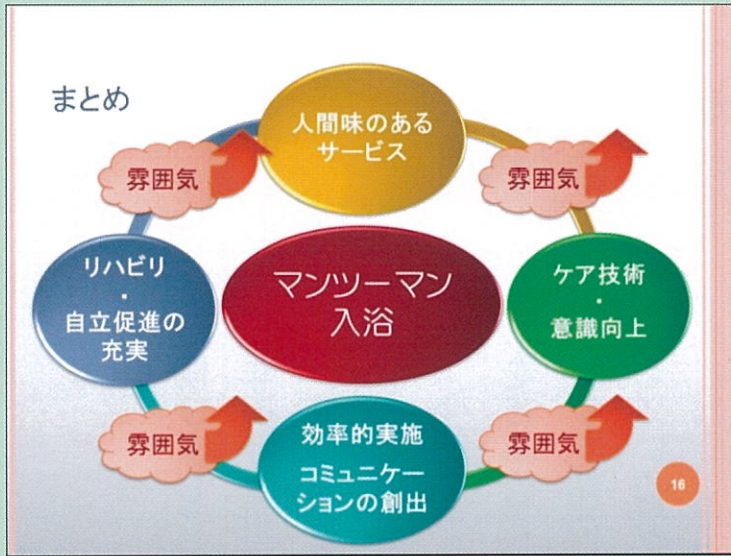 まとめ
人間味のある
サービス
雰囲気
雰囲気
リハビリ
・
自立促進の
充実
マンツーマン
入浴
ケア技術
・
意識向上
雰囲気
効率的実施
コミュニケー
ションの創出
雰囲気
16